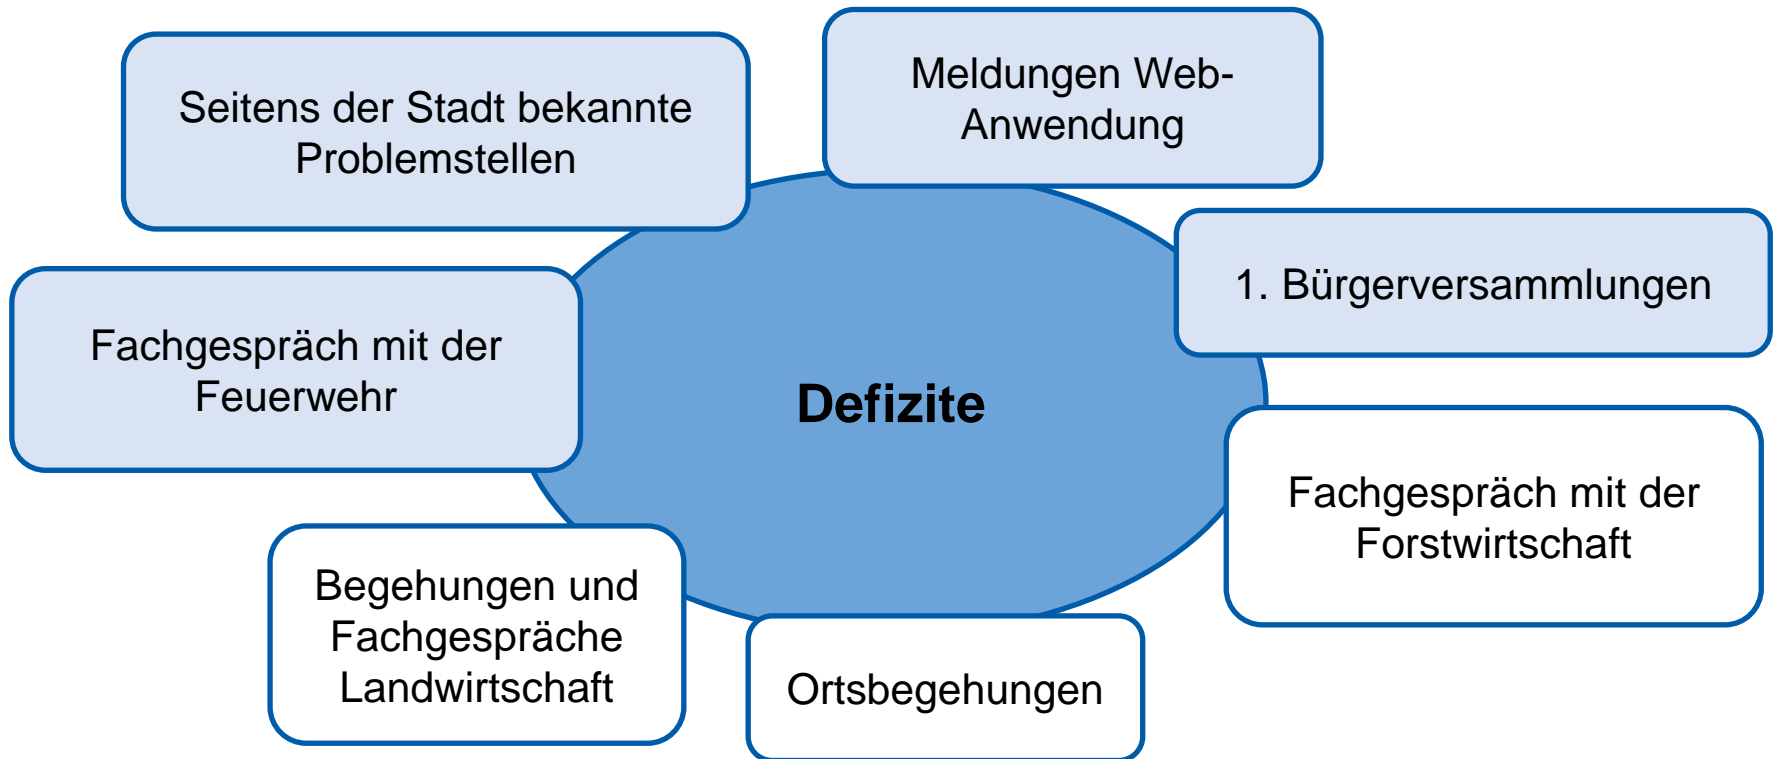 Seitens der Stadt bekannte
Problemstellen
Meldungen Web-
Anwendung
1. Bürgerversammlungen
Fachgespräch mit der
Feuerwehr
Defizite
Fachgespräch mit der
Forstwirtschaft
Begehungen und
Fachgespräche
Landwirtschaft
Ortsbegehungen